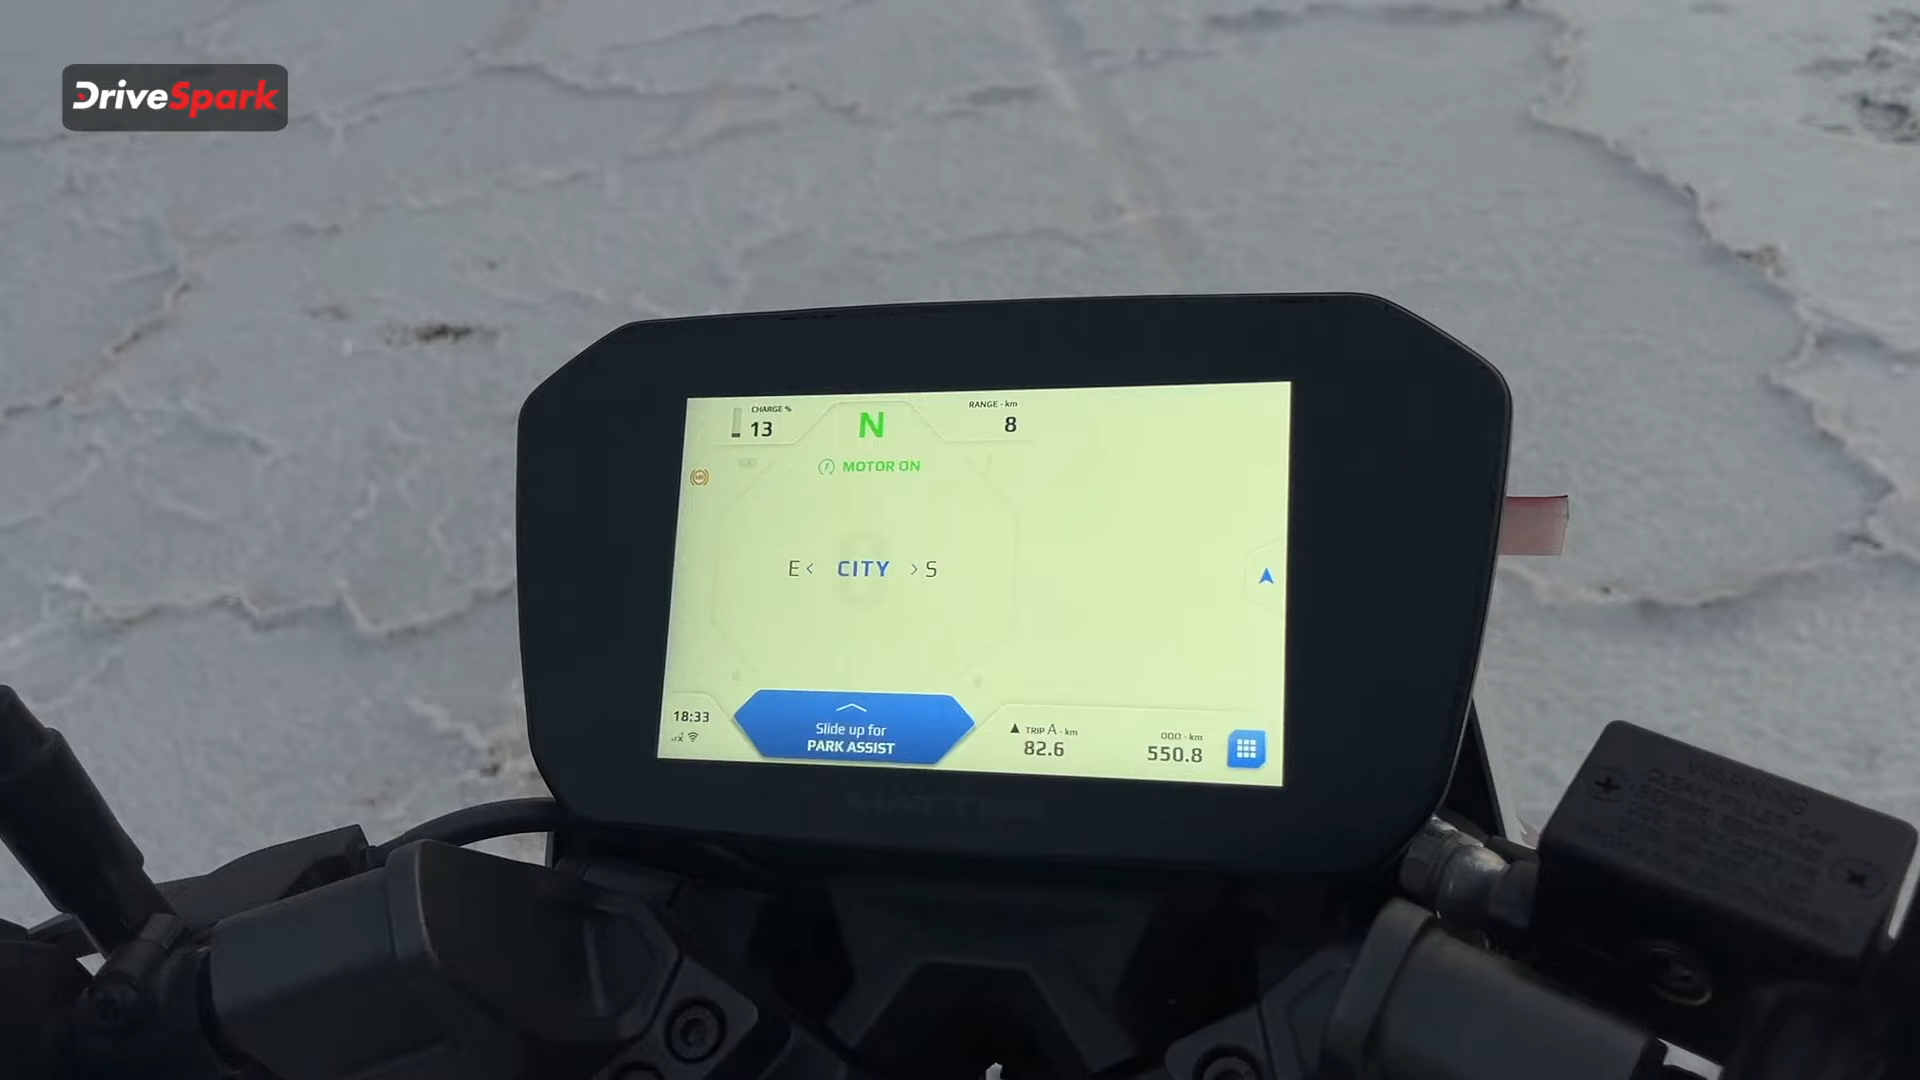 DriveSpark
CHARGE %
13
N
RANGE - km
8
MOTOR ON
E < CITY > S
18:33
Slide up for
PARK ASSIST
TRIP A - km
82.6
ODO - km
550.8
WARNING